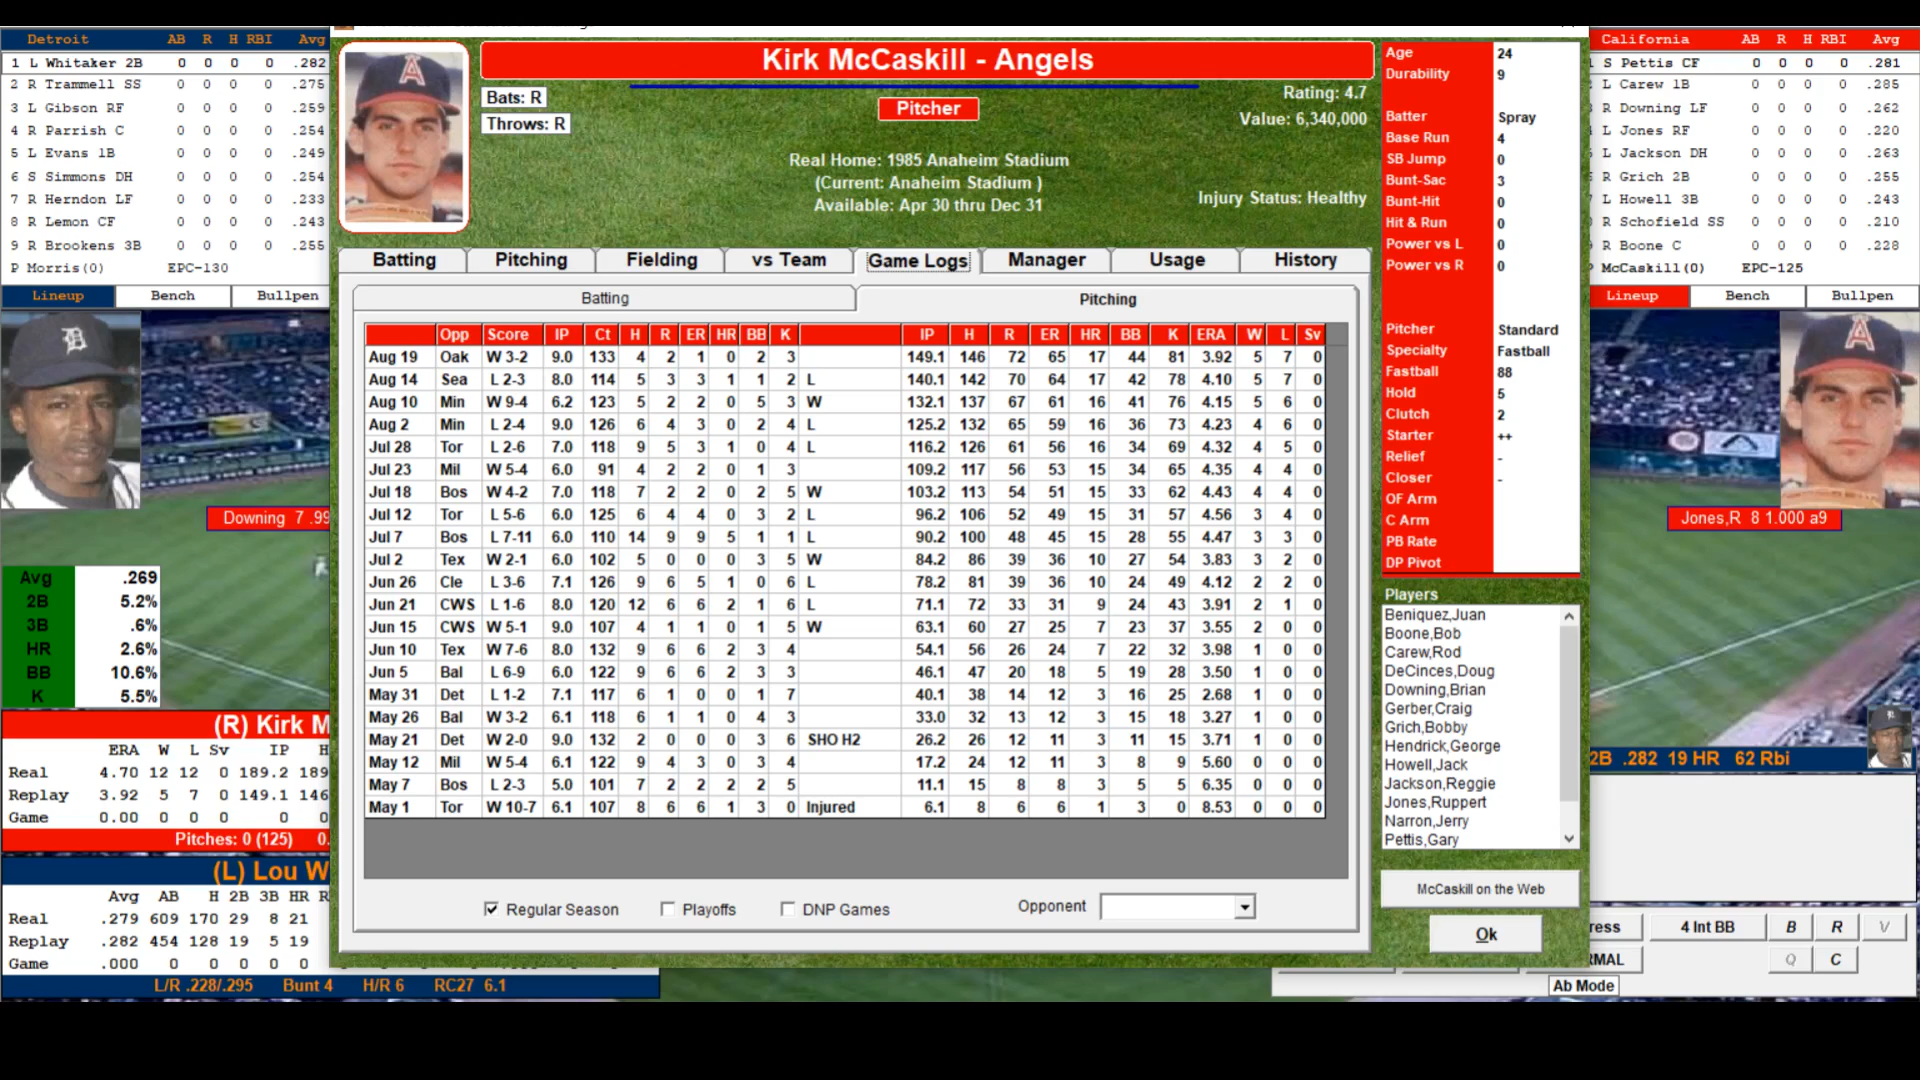 Detroit AB R H RBI Avg
1 L Whitaker 2B 0 0 0 0 .282
2 R Trammell SS 0 0 0 0 .275
3 L Gibson RF 0 0 0 0 .259
4 R Parrish C 0 0 0 0 .254
5 L Evans 1B 0 0 0 0 .249
6 S Simmons DH 0 0 0 0 .254
7 R Herndon LF 0 0 0 0 .233
8 R Lemon CF 0 0 0 0 .243
9 R Brookens 3B 0 0 0 0 .255
P Morris(0) EPC-130
Lineup Bench Bullpen
Downing 7 .99
Avg .269
2B 5.2%
3B .6%
HR 2.6%
BB 10.6%
K 5.5%
(R) Kirk M
ERA W L Sv IP H
Real 4.70 12 12 0 189.2 189
Replay 3.92 5 7 0 149.1 146
Game 0.00 0 0 0 0 0
Pitches: 0 (125) 0.
(L) Lou W
Avg AB H 2B 3B HR R
Real .279 609 170 29 8 21
Replay .282 454 128 19 5 19
Game .000 0 0 0 0 0
L/R .228/.295 Bunt 4 H/R 6 RC27 6.1
Kirk McCaskill - Angels
Bats: R
Throws: R
Pitcher
Rating: 4.7
Value: 6,340,000
Real Home: 1985 Anaheim Stadium
(Current: Anaheim Stadium )
Available: Apr 30 thru Dec 31
Injury Status: Healthy
Batting Pitching Fielding vs Team Game Logs Manager Usage History
Batting Pitching
Opp Score IP Ct H R ER HR BB K IP H R ER HR BB K ERA W L Sv
Aug 19 Oak W 3-2 9.0 133 4 2 1 0 2 3 149.1 146 72 65 17 44 81 3.92 5 7 0
Aug 14 Sea L 2-3 8.0 114 5 3 3 1 1 2 L 140.1 142 70 64 17 42 78 4.10 5 7 0
Aug 10 Min W 9-4 6.2 123 5 2 2 0 5 3 W 132.1 137 67 61 16 41 76 4.15 5 6 0
Aug 2 Min L 2-4 9.0 126 6 4 3 0 2 4 L 125.2 132 65 59 16 36 73 4.23 4 6 0
Jul 28 Tor L 2-6 7.0 118 9 5 3 1 0 4 L 116.2 126 61 56 16 34 69 4.32 4 5 0
Jul 23 Mil W 5-4 6.0 91 4 2 2 0 1 3 109.2 117 56 53 15 34 65 4.35 4 4 0
Jul 18 Bos W 4-2 7.0 118 7 2 2 0 2 5 W 103.2 113 54 51 15 33 62 4.43 4 4 0
Jul 12 Tor L 5-6 6.0 125 6 4 4 0 3 2 L 96.2 106 52 49 15 31 57 4.56 3 4 0
Jul 7 Bos L 7-11 6.0 110 14 9 9 5 1 1 L 90.2 100 48 45 15 28 55 4.47 3 3 0
Jul 2 Tex W 2-1 6.0 102 5 0 0 0 3 5 W 84.2 86 39 36 10 27 54 3.83 3 2 0
Jun 26 Cle L 3-6 7.1 126 9 6 5 1 0 6 L 78.2 81 39 36 10 24 49 4.12 2 2 0
Jun 21 CWS L 1-6 8.0 120 12 6 6 2 1 6 L 71.1 72 33 31 9 24 43 3.91 2 1 0
Jun 15 CWS W 5-1 9.0 107 4 1 1 0 1 5 W 63.1 60 27 25 7 23 37 3.55 2 0 0
Jun 10 Tex W 7-6 8.0 132 9 6 6 2 3 4 54.1 56 26 24 7 22 32 3.98 1 0 0
Jun 5 Bal L 6-9 6.0 122 9 6 6 2 3 3 46.1 47 20 18 5 19 28 3.50 1 0 0
May 31 Det L 1-2 7.1 117 6 1 0 0 1 7 40.1 38 14 12 3 16 25 2.68 1 0 0
May 26 Bal W 3-2 6.1 118 6 1 1 0 4 3 33.0 32 13 12 3 15 18 3.27 1 0 0
May 21 Det W 2-0 9.0 132 2 0 0 0 3 6 SHO H2 26.2 26 12 11 3 11 15 3.71 1 0 0
May 12 Mil W 5-4 6.1 122 9 4 3 0 3 4 17.2 24 12 11 3 8 9 5.60 0 0 0
May 7 Bos L 2-3 5.0 101 7 2 2 2 2 5 11.1 15 8 8 3 5 5 6.35 0 0 0
May 1 Tor W 10-7 6.1 107 8 6 6 1 3 0 Injured 6.1 8 6 6 1 3 0 8.53 0 0 0
Regular Season Playoffs DNP Games Opponent
Age 24
Durability 9
Batter Spray
Base Run 4
SB Jump 0
Bunt-Sac 3
Bunt-Hit 0
Hit & Run 0
Power vs L 0
Power vs R 0
Pitcher Standard
Specialty Fastball
Fastball 88
Hold 5
Clutch 2
Starter ++
Relief -
Closer -
OF Arm
C Arm
PB Rate
DP Pivot
Players
Beniquez,Juan
Boone,Bob
Carew,Rod
DeCinces,Doug
Downing,Brian
Gerber,Craig
Grich,Bobby
Hendrick,George
Howell,Jack
Jackson,Reggie
Jones,Ruppert
Narron,Jerry
Pettis,Gary
McCaskill on the Web
Ok
California AB R H RBI Avg
S Pettis CF 0 0 0 0 .281
L Carew 1B 0 0 0 0 .285
R Downing LF 0 0 0 0 .262
L Jones RF 0 0 0 0 .220
L Jackson DH 0 0 0 0 .263
R Grich 2B 0 0 0 0 .255
L Howell 3B 0 0 0 0 .243
R Schofield SS 0 0 0 0 .210
R Boone C 0 0 0 0 .228
McCaskill(0) EPC-125
Lineup Bench Bullpen
Jones,R 8 1.000 a9
2B .282 19 HR 62 Rbi
ress 4 Int BB B R V
RMAL Q C
Ab Mode